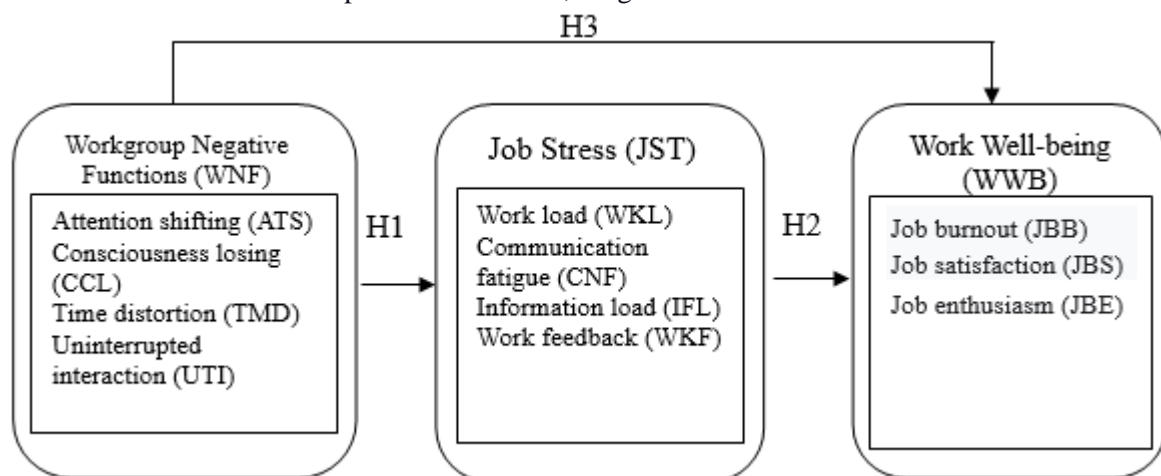 H3
Workgroup Negative
Functions (WNF)
Attention shifting (ATS)
Consciousness losing
(CCL)
Time distortion (TMD)
Uninterrupted
interaction (UTI)
H1
Job Stress (JST)
Work load (WKL)
Communication
fatigue (CNF)
Information load (IFL)
Work feedback (WKF)
H2
Work Well-being
(WWB)
Job burnout (JBB)
Job satisfaction (JBS)
Job enthusiasm (JBE)